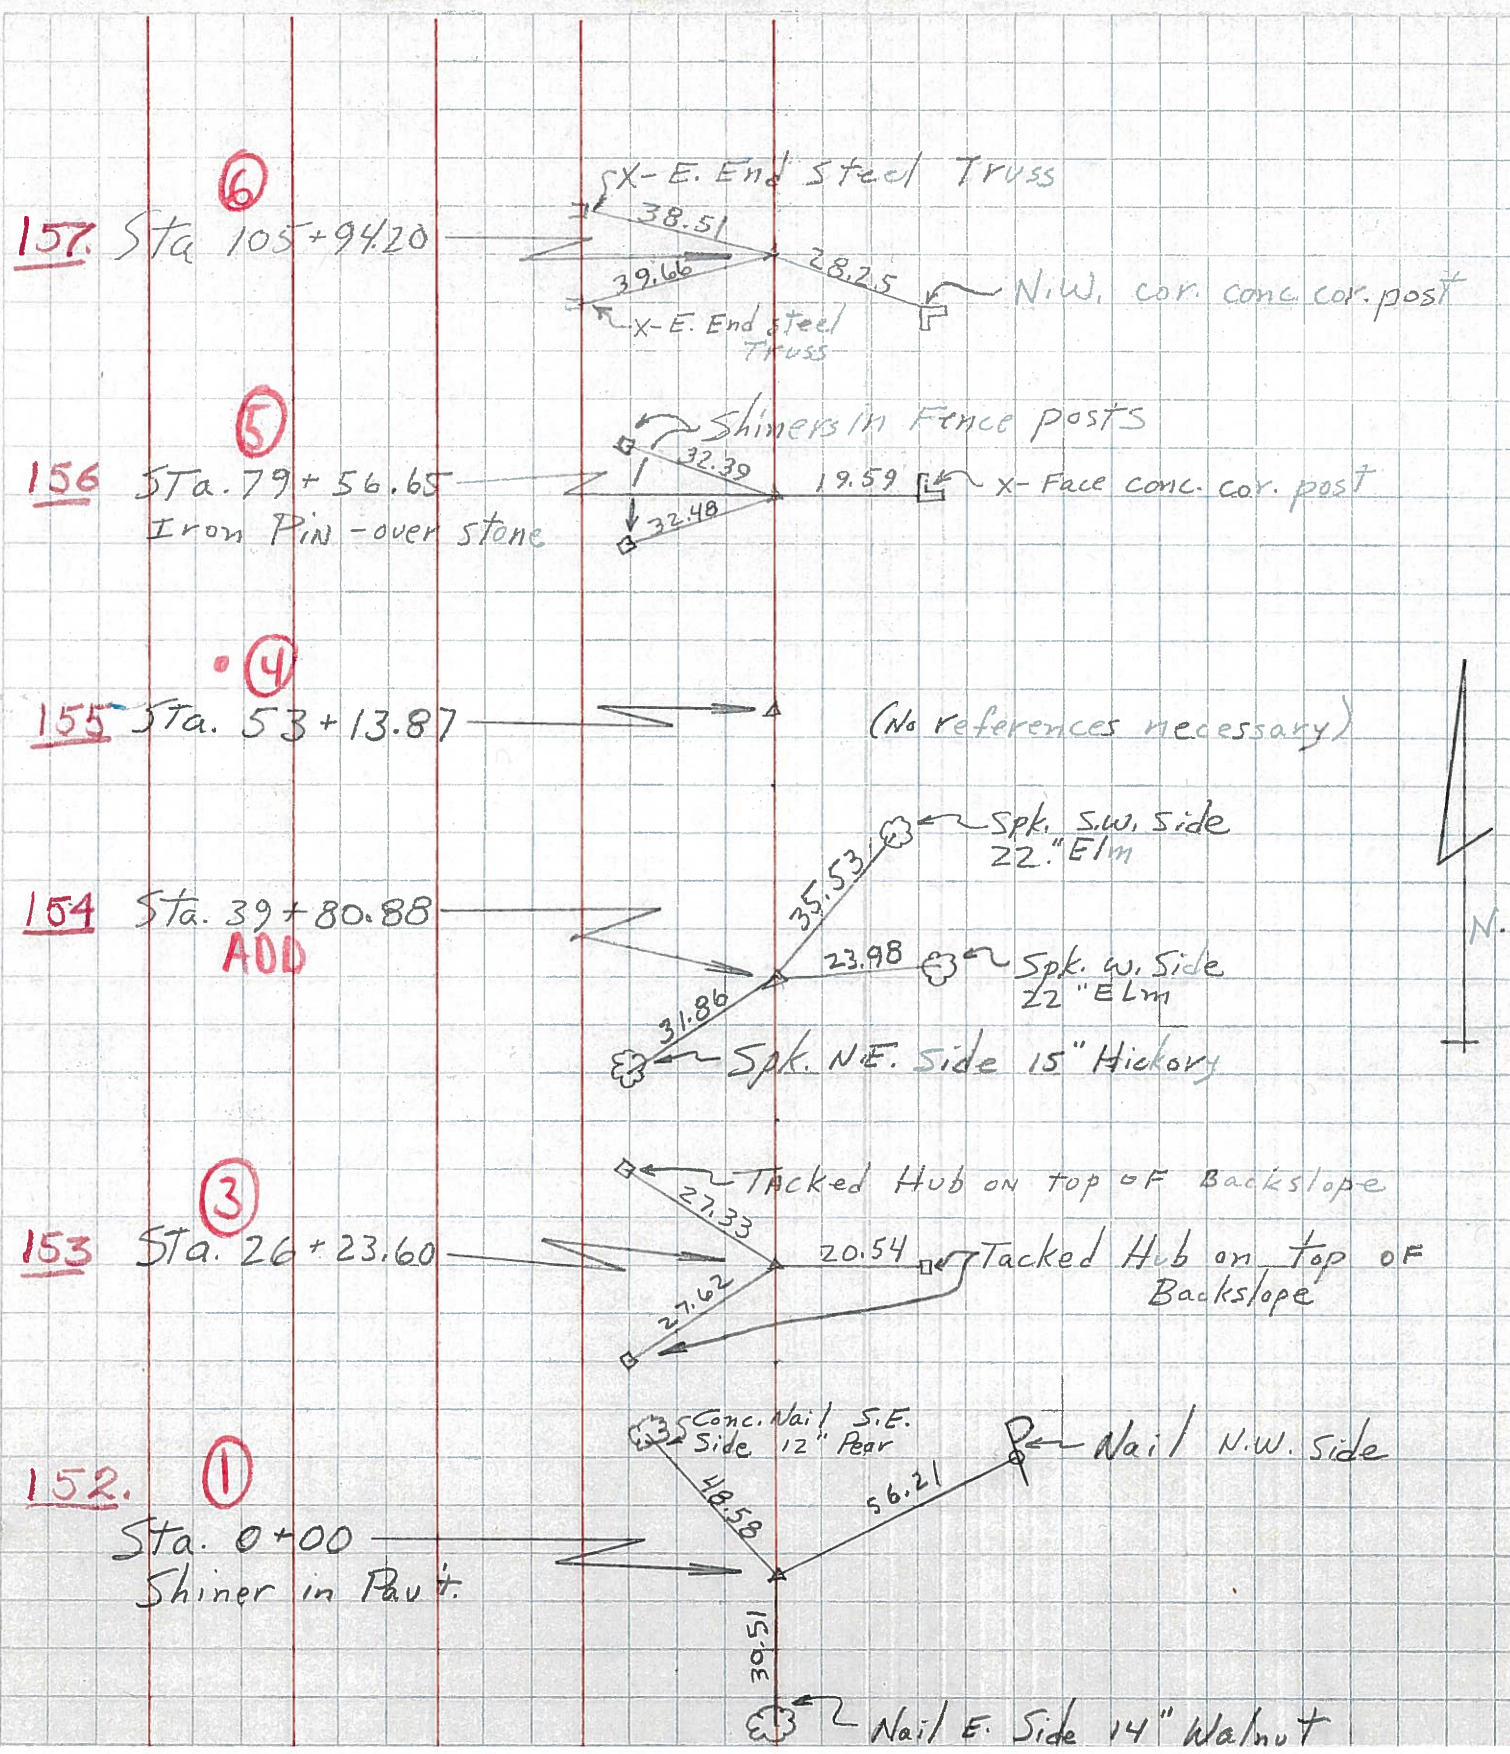 6
X-E. End Steel Truss
157. Sta 105+94.20
38.51
39.66
28.25
N.W. cor. conc. cor. post
X-E. End steel
Truss
5
Shiners in Fence posts
156 Sta. 79+56.65
32.39
19.59
X-Face conc. cor. post
Iron Pin-over stone
32.48
4
155 Sta. 53+13.87
(No references necessary)
Spk. S.W. Side
22" Elm
35.53
154 Sta. 39+80.88
ADD
N.
23.98
Spk. W. Side
22" ELm
31.86
Spk. N.E. Side 15" Hickory
3
Tacked Hub on top of Backslope
27.33
153 Sta. 26+23.60
20.54
Tacked Hub on top of
Backslope
27.62
1
Conc. Nail S.E.
Side 12" Pear
Nail N.W. Side
152.
48.58
56.21
Sta. 0+00
Shiner in Pav't.
39.51
Nail E. Side 14" Walnut